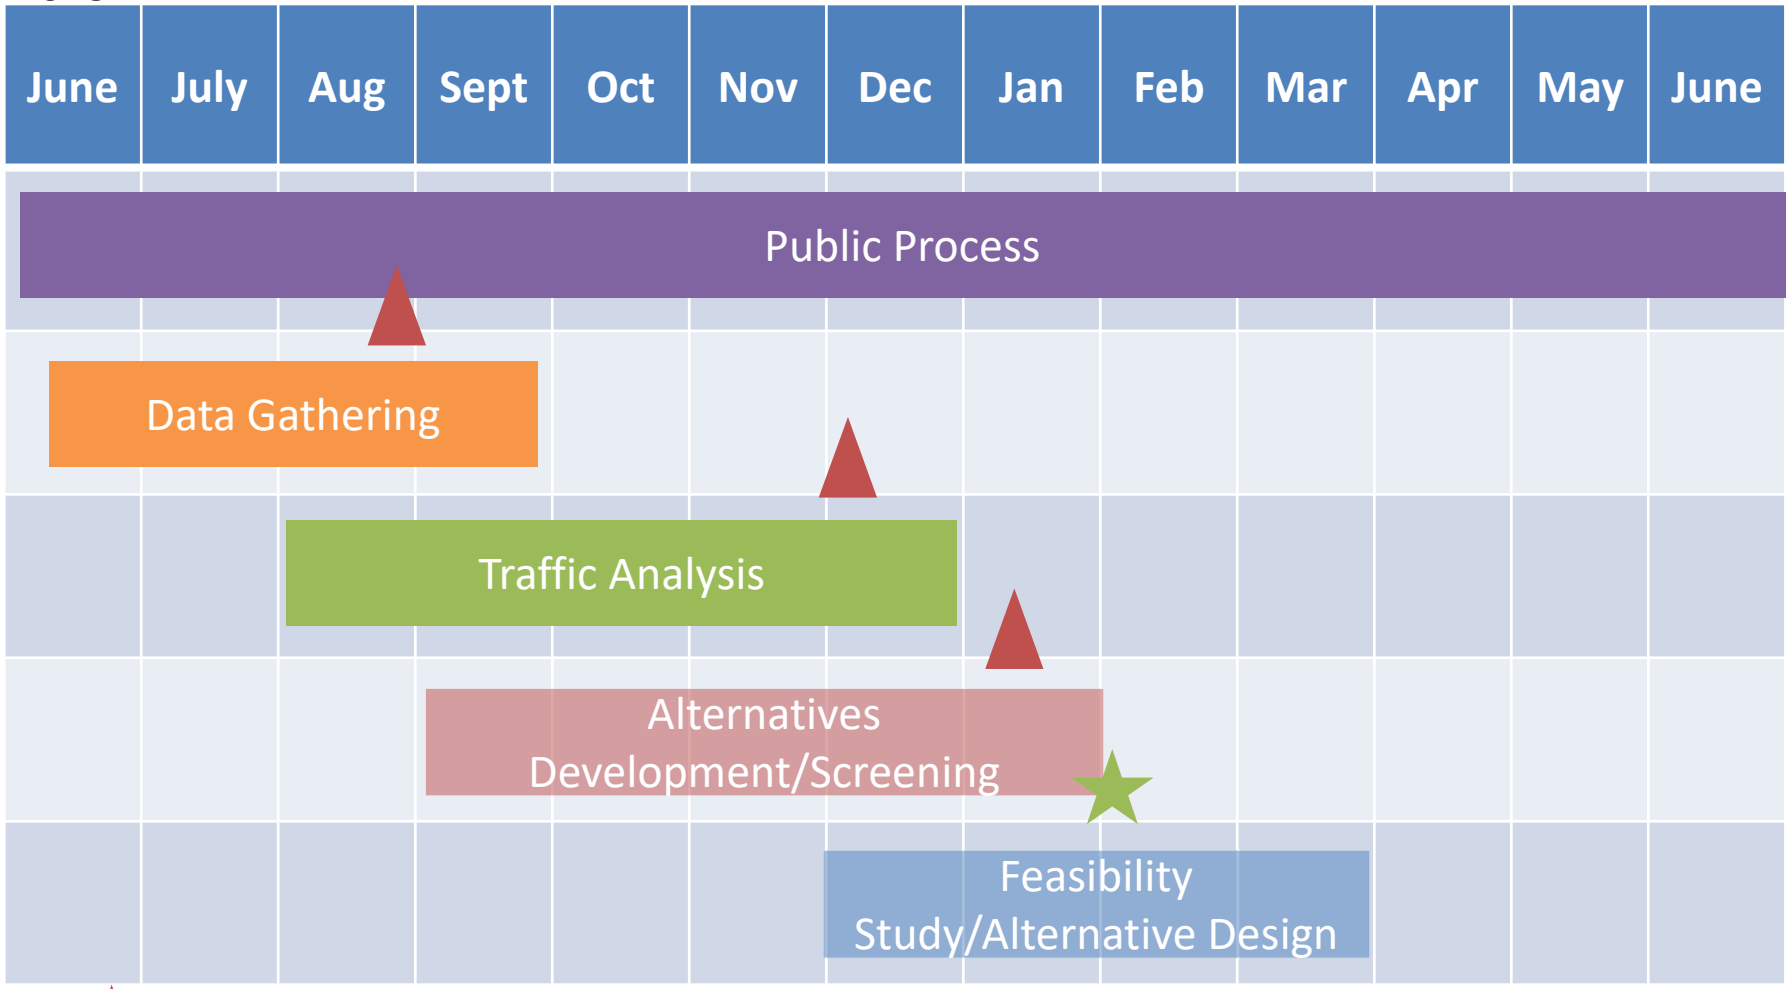 June July Aug Sept Oct Nov Dec Jan Feb Mar Apr May June
Public Process
Data Gathering
Traffic Analysis
Alternatives
Development/Screening
Feasibility
Study/Alternative Design